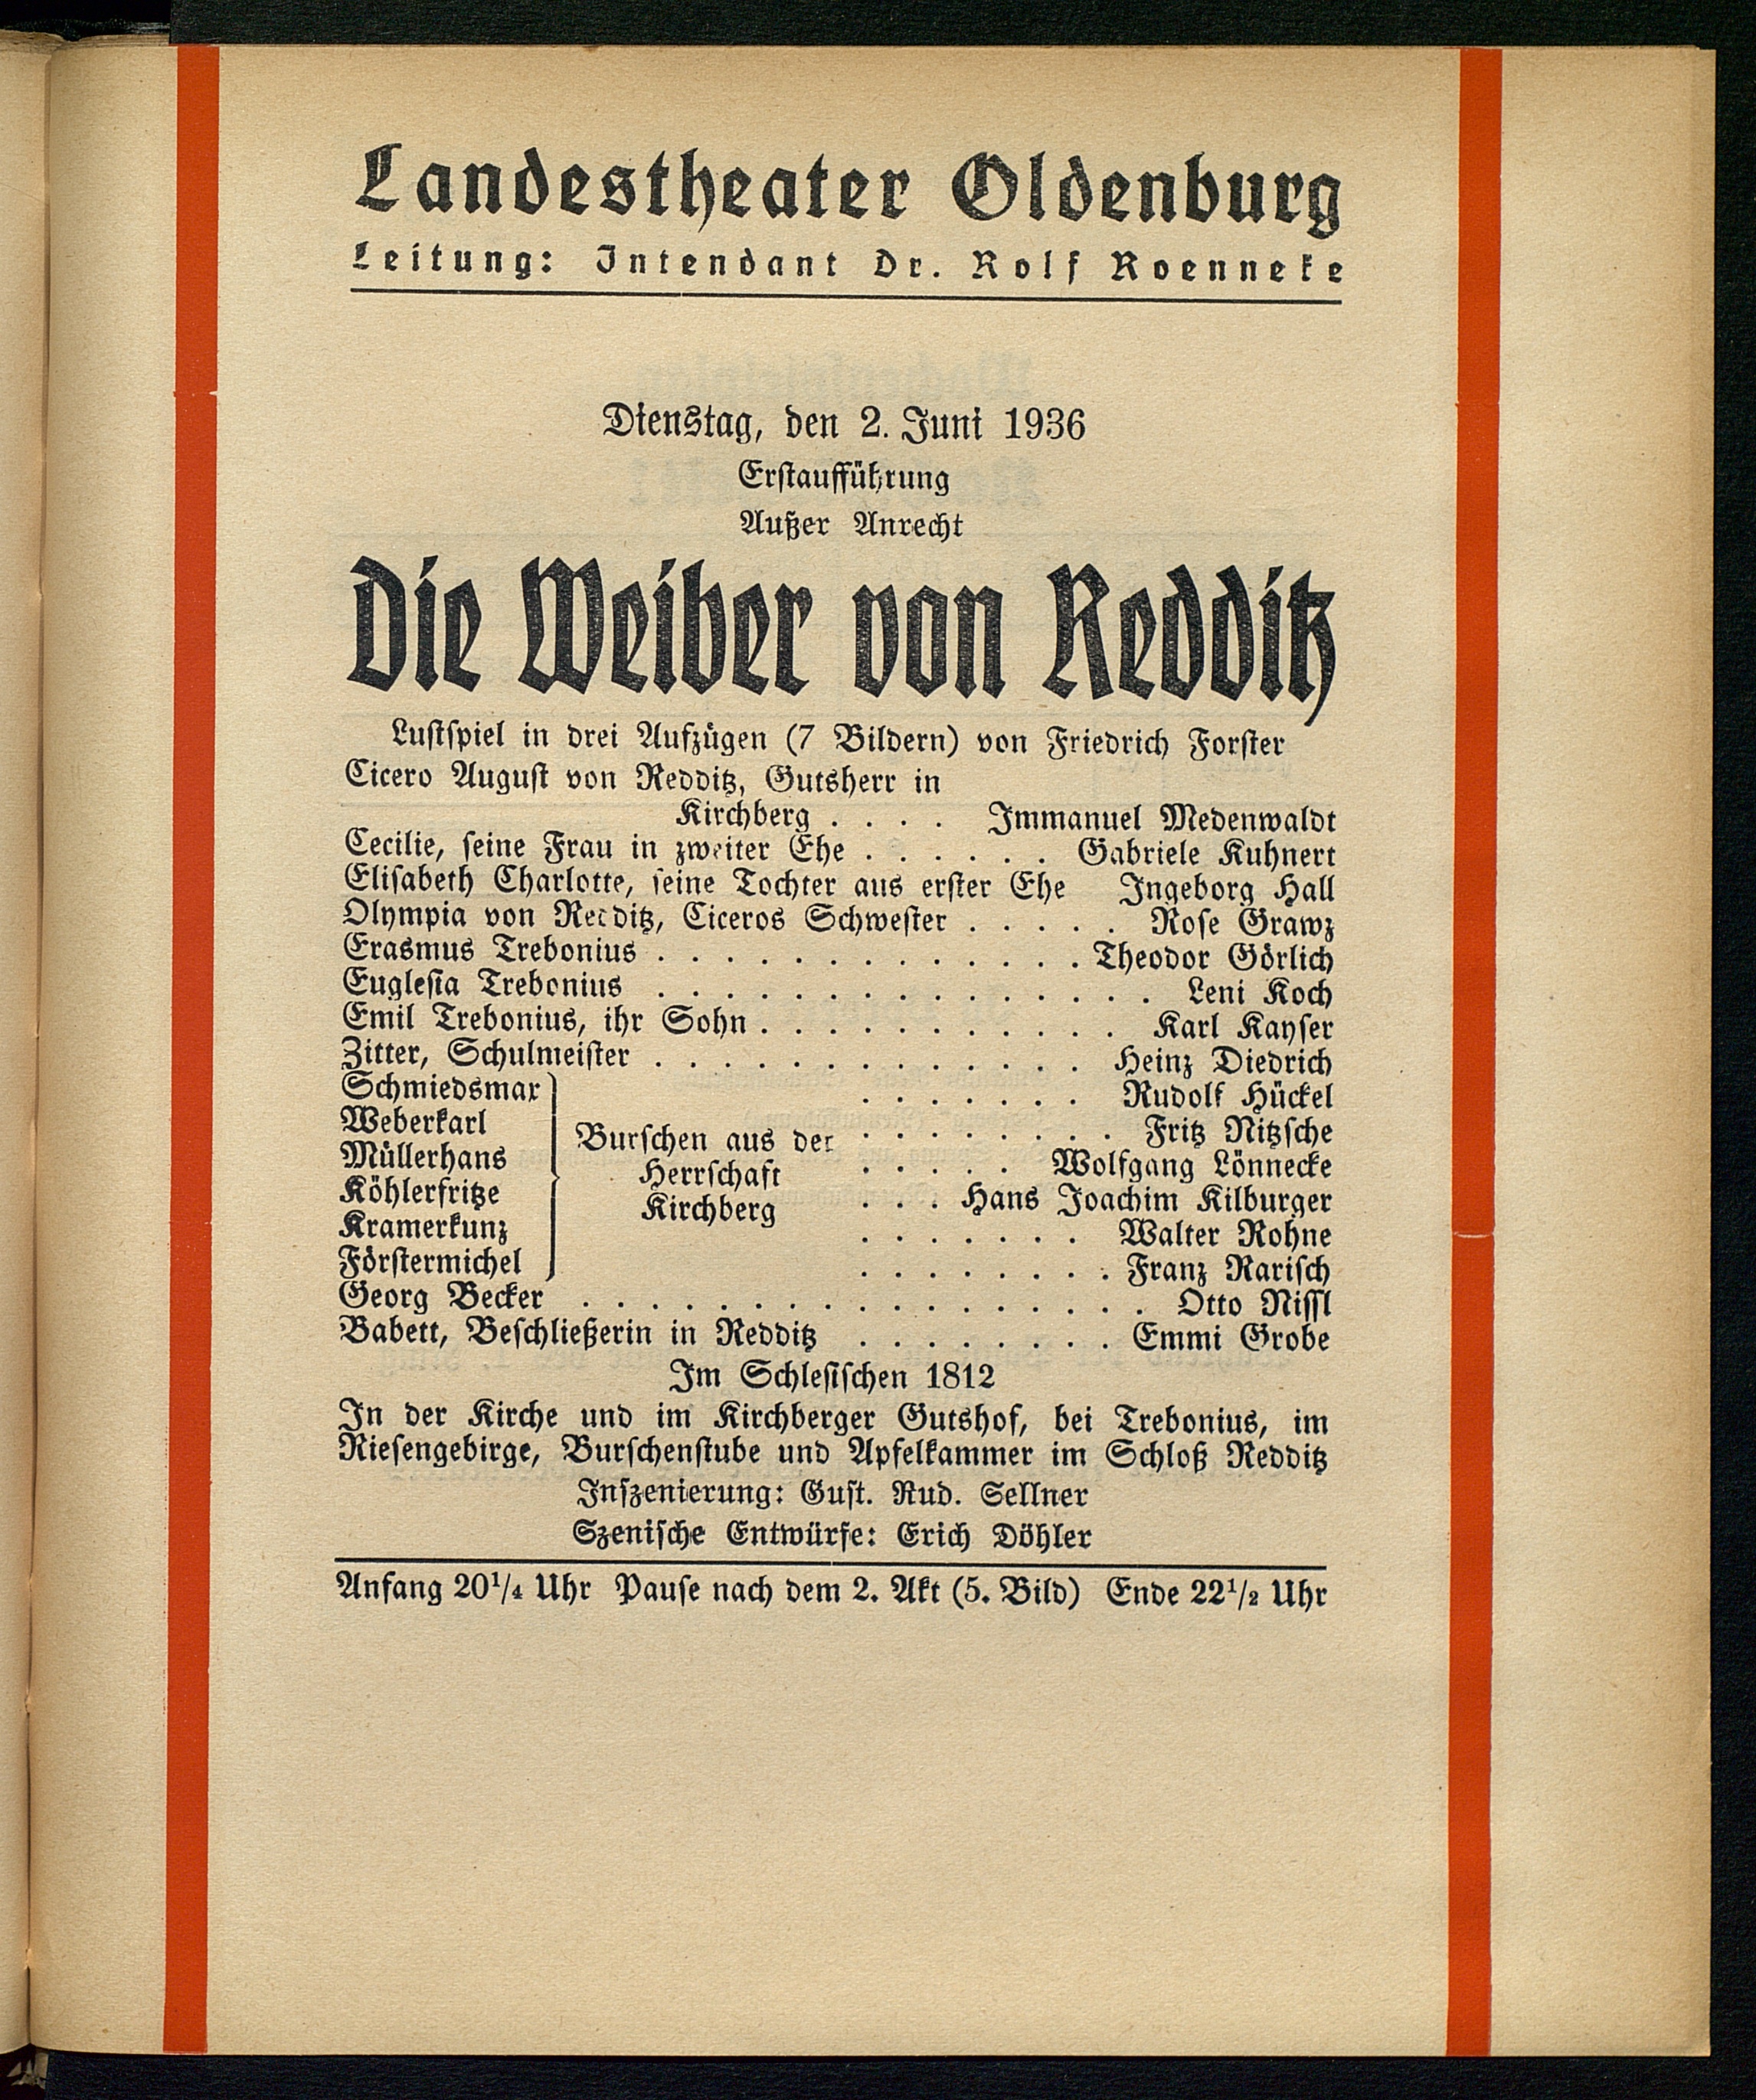 Landestheater Oldenburg
Leitung: Intendant Dr. Rolf Roenneke
Dienstag, den 2. Juni 1936
Erstaufführung
Außer Anrecht
Die Weiber von Redditz
Lustspiel in drei Aufzügen (7 Bildern) von Friedrich Forster
Cicero August von Redditz, Gutsherr in
Kirchberg . . . . Immanuel Medenwaldt
Cecilie, seine Frau in zweiter Ehe . . . . . . Gabriele Kuhnert
Elisabeth Charlotte, seine Tochter aus erster Ehe Ingeborg Hall
Olympia von Redditz, Ciceros Schwester . . . . . Rose Grawz
Erasmus Trebonius . . . . . . . . . . . . . Theodor Görlich
Euglesia Trebonius . . . . . . . . . . . . . . . Leni Koch
Emil Trebonius, ihr Sohn . . . . . . . . . . . Karl Kayser
Zitter, Schulmeister . . . . . . . . . . . . . Heinz Diedrich
Schmiedsmax . . . . . . . Rudolf Hückel
Weberkarl . . . . . . . . Fritz Nitzsche
Burschen aus der
Müllerhans . . . . . Wolfgang Lönnecke
Herrschaft
Köhlerfritze . . . Hans Joachim Kilburger
Kirchberg
Kramerkunz . . . . . . . Walter Rohne
Förstermichel . . . . . . . . Franz Rarisch
Georg Becker . . . . . . . . . . . . . . . . . Otto Nissl
Babett, Beschließerin in Redditz . . . . . . . . Emmi Grobe
Im Schlesischen 1812
In der Kirche und im Kirchberger Gutshof, bei Trebonius, im
Riesengebirge, Burschenstube und Apfelkammer im Schloß Redditz
Inszenierung: Gust. Rud. Sellner
Szenische Entwürfe: Erich Döhler
Anfang 20¹/₄ Uhr Pause nach dem 2. Akt (5. Bild) Ende 22¹/₂ Uhr